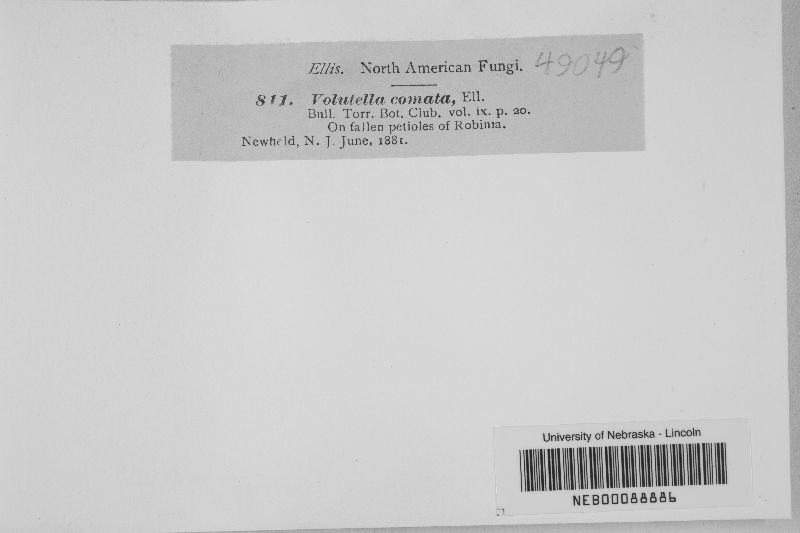 Ellis. North American Fungi. 49049
811. Volutella comata, Ell.
Bull. Torr. Bot. Club, vol. ix. p. 20.
On fallen petioles of Robinia.
Newfield, N. J. June, 1881.
University of Nebraska - Lincoln
NEB00088886